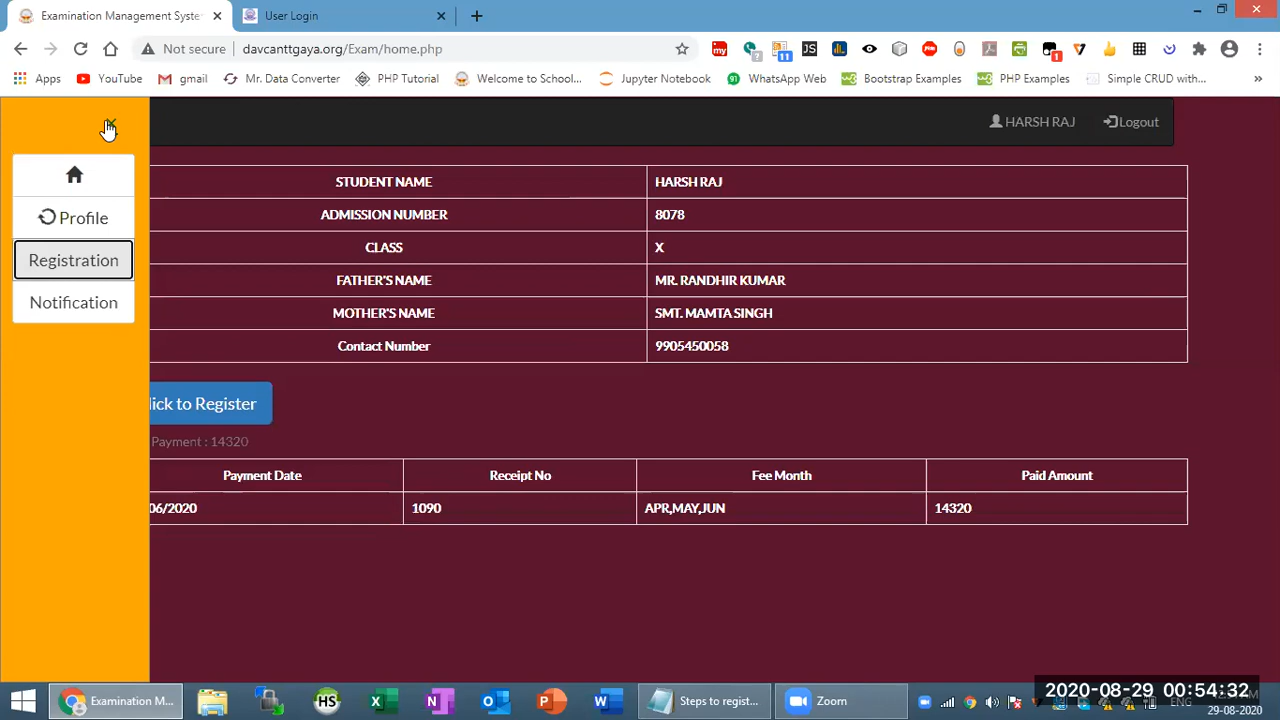 Examination Management Syste
User Login
Not secure
davcanttgaya.org/Exam/home.php
11
1
Apps
YouTube
gmail
Mr. Data Converter
PHP Tutorial
Welcome to School...
Jupyter Notebook
WhatsApp Web
Bootstrap Examples
PHP Examples
Simple CRUD with...
HARSH RAJ
Logout
Profile
Registration
Notification
STUDENT NAME HARSH RAJ
ADMISSION NUMBER 8078
CLASS X
FATHER'S NAME MR. RANDHIR KUMAR
MOTHER'S NAME SMT. MAMTA SINGH
Contact Number 9905450058
lick to Register
Payment : 14320
Payment Date Receipt No Fee Month Paid Amount
06/2020 1090 APR,MAY,JUN 14320
Examination M...
Steps to regist...
Zoom
2020-08-29 00:54:32
ENG
29-08-2020